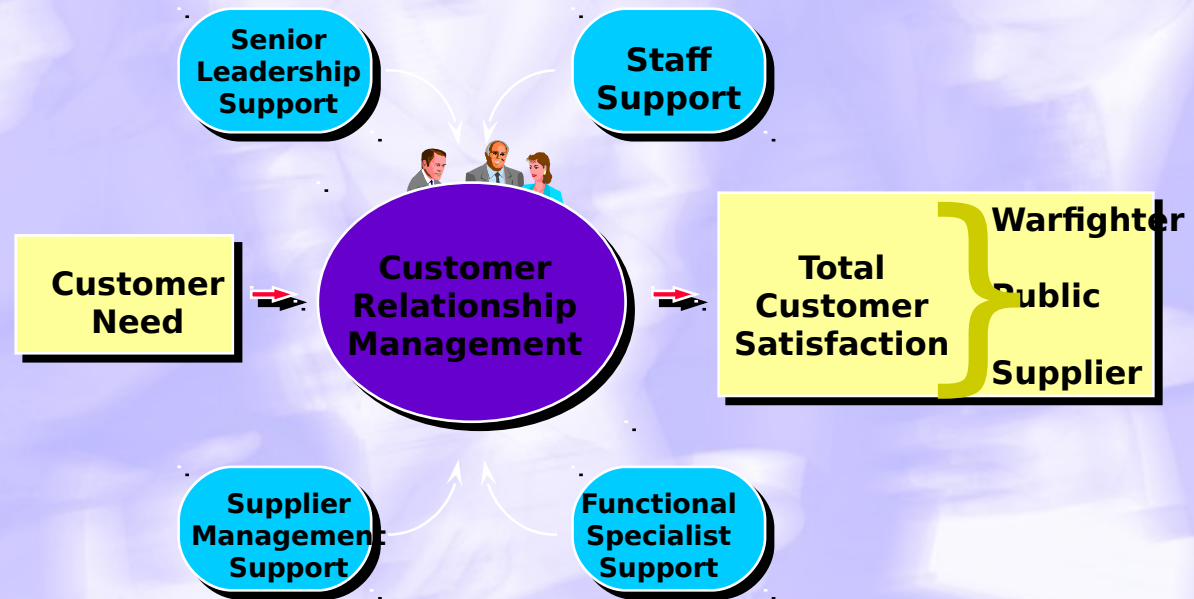 Senior
Leadership
Support
Staff
Support
Customer
Need
Customer
Relationship
Management
Total
Customer
Satisfaction
}
Warfighter
Public
Supplier
Supplier
Management
Support
Functional
Specialist
Support